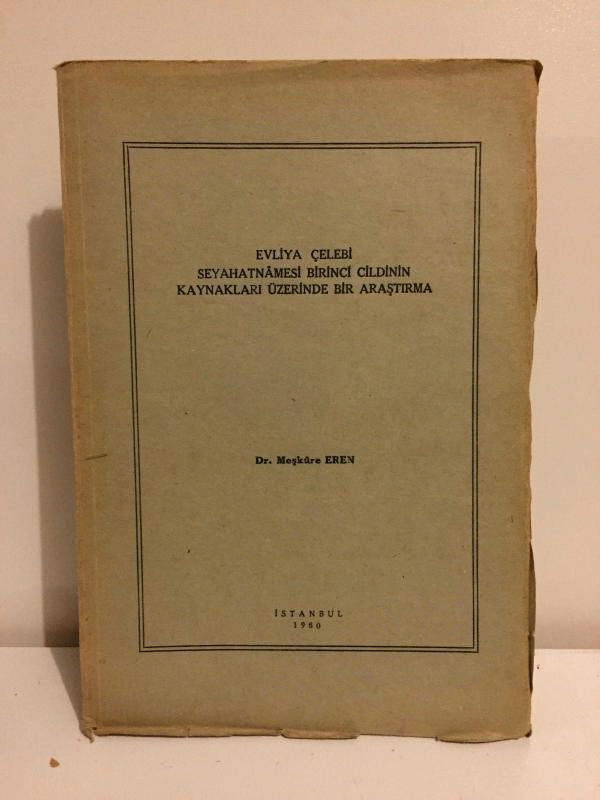 EVLİYA ÇELEBİ
SEYAHATNÂMESİ BİRİNCİ CİLDİNİN
KAYNAKLARI ÜZERİNDE BİR ARAŞTIRMA
Dr. Meşkûre EREN
İSTANBUL
1960